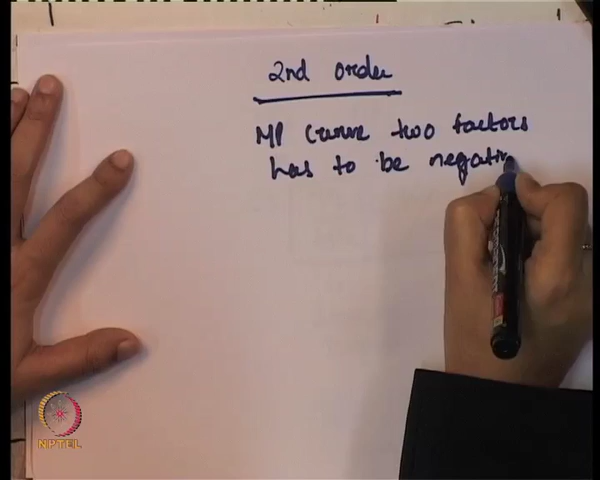 2nd order
MP curve two factors
has to be negativ
NPTEL